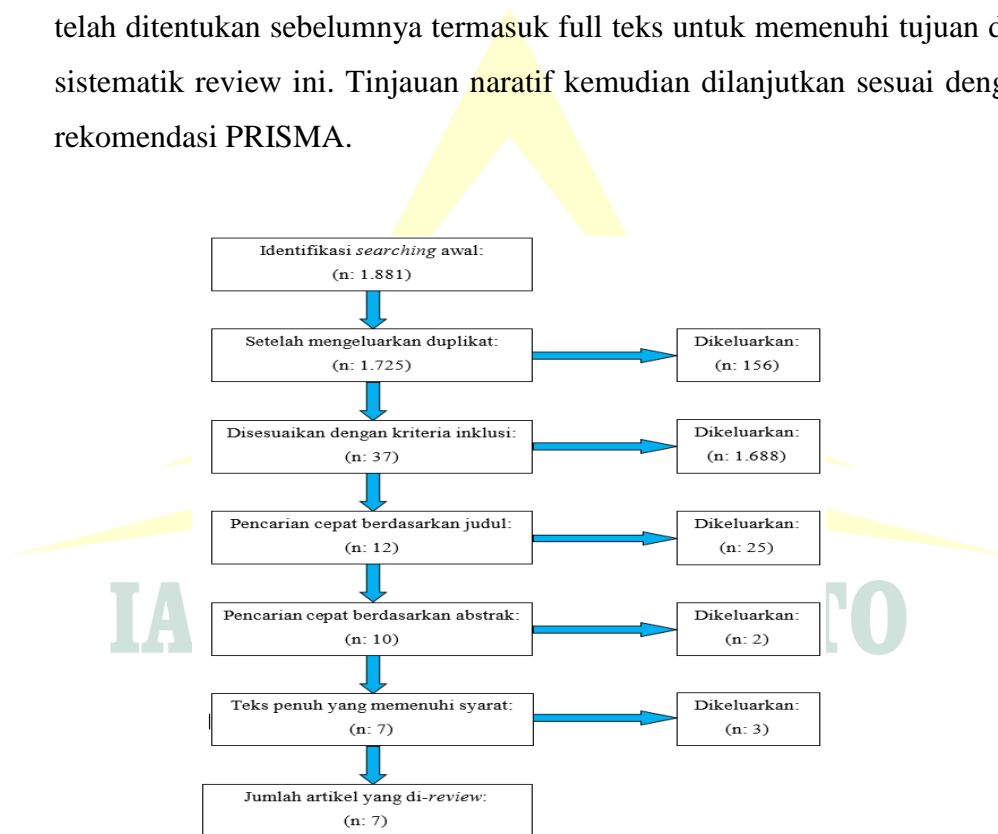 telah ditentukan sebelumnya termasuk full teks untuk memenuhi tujuan d
sistematik review ini. Tinjauan naratif kemudian dilanjutkan sesuai deng
rekomendasi PRISMA.
Identifikasi searching awal:
(n: 1.881)
Setelah mengeluarkan duplikat:
(n: 1.725)
Dikeluarkan:
(n: 156)
Disesuaikan dengan kriteria inklusi:
(n: 37)
Dikeluarkan:
(n: 1.688)
Pencarian cepat berdasarkan judul:
(n: 12)
Dikeluarkan:
(n: 25)
Pencarian cepat berdasarkan abstrak:
(n: 10)
Dikeluarkan:
(n: 2)
IA
TO
Teks penuh yang memenuhi syarat:
(n: 7)
Dikeluarkan:
(n: 3)
Jumlah artikel yang di-review:
(n: 7)